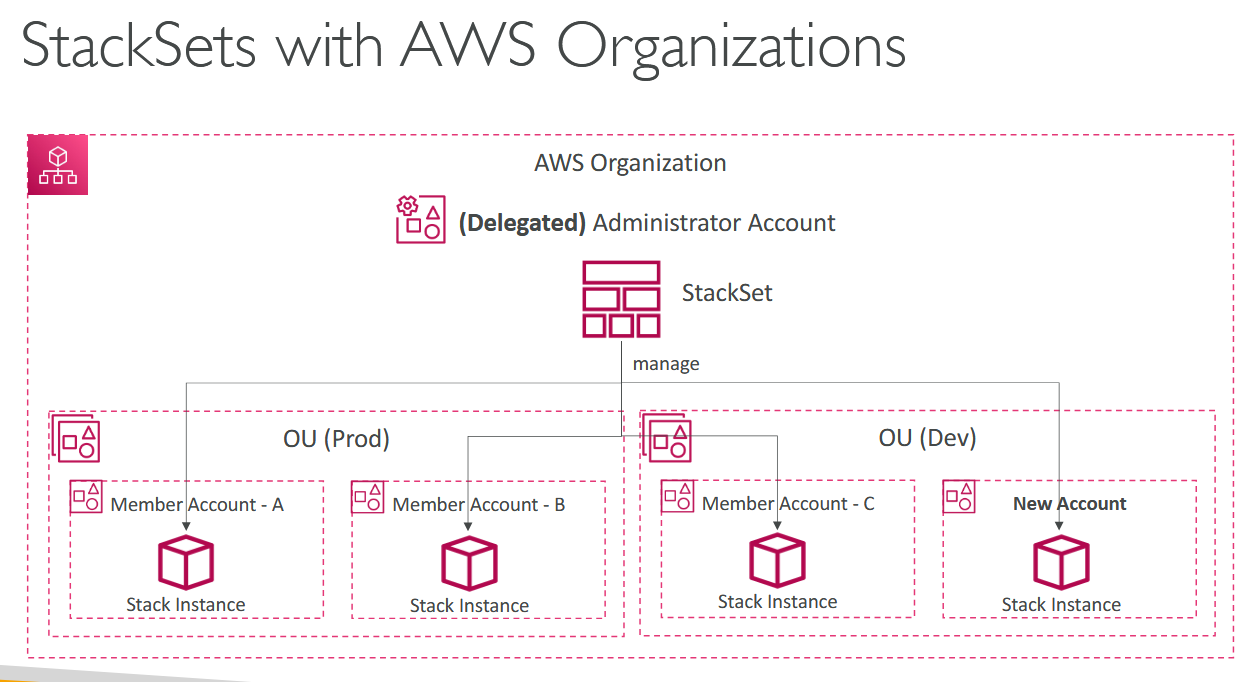 StackSets with AWS Organizations
AWS Organization
(Delegated) Administrator Account
StackSet
manage
OU (Prod)
OU (Dev)
Member Account - A
Member Account - B
Member Account - C
New Account
Stack Instance
Stack Instance
Stack Instance
Stack Instance